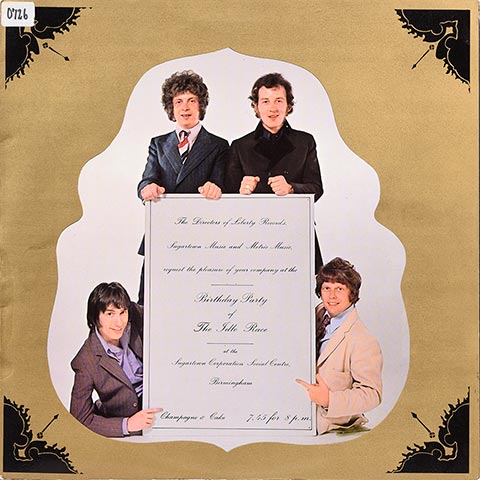 0726
The Directors of Liberty Records,
Sugartown Music and Metric Music,
request the pleasure of your company at the
Birthday Party
of
The Idle Race
at the
Sugartown Corporation Social Centre,
Birmingham
Champagne & Cake 7.45 for 8 p.m.